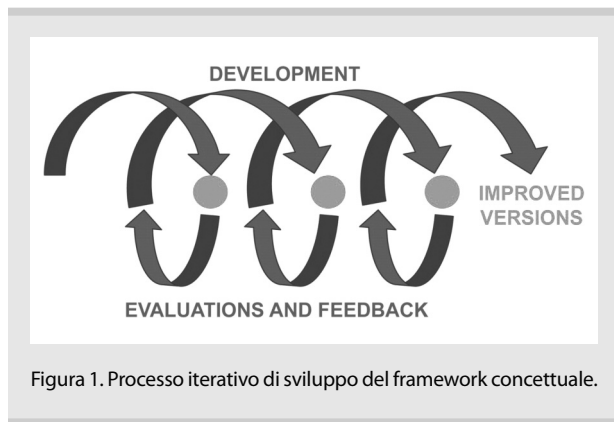 DEVELOPMENT
IMPROVED
VERSIONS
EVALUATIONS AND FEEDBACK
Figura 1. Processo iterativo di sviluppo del framework concettuale.